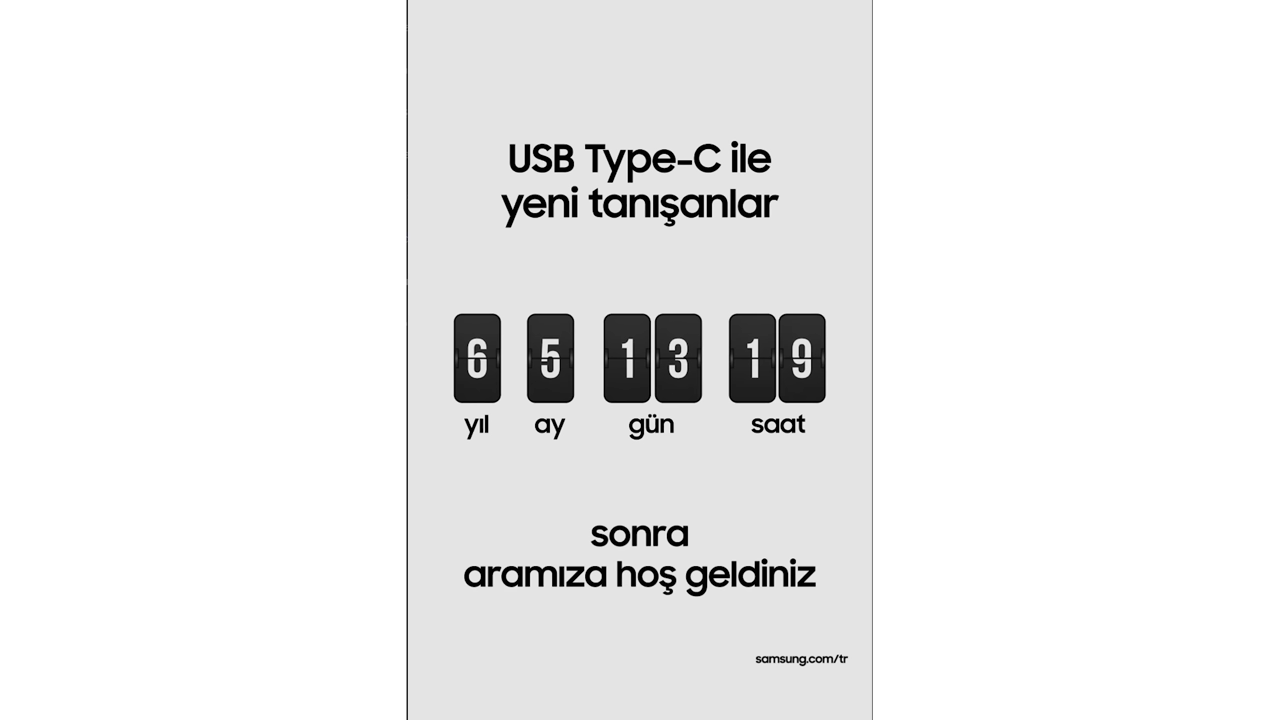 USB Type-C ile
yeni tanışanlar
6 5 13 19
yıl ay gün saat
sonra
aramıza hoş geldiniz
samsung.com/tr